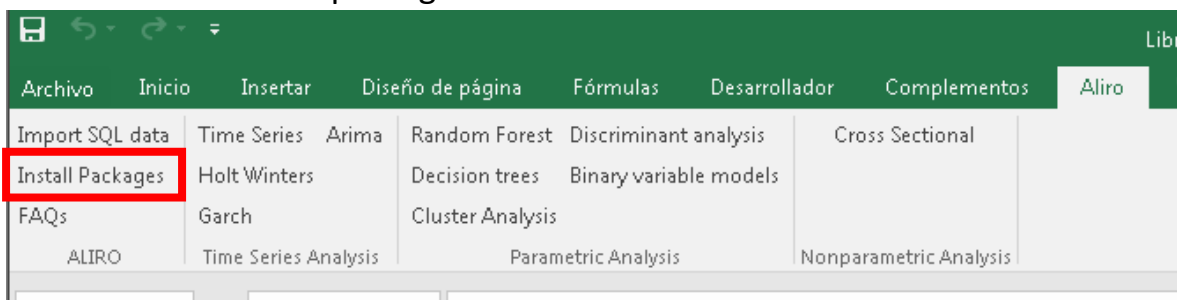 Libr
Archivo Inicio Insertar Diseño de página Fórmulas Desarrollador Complementos Aliro
Import SQL data Time Series Arima Random Forest Discriminant analysis Cross Sectional
Install Packages Holt Winters Decision trees Binary variable models
FAQs Garch Cluster Analysis
ALIRO Time Series Analysis Parametric Analysis Nonparametric Analysis